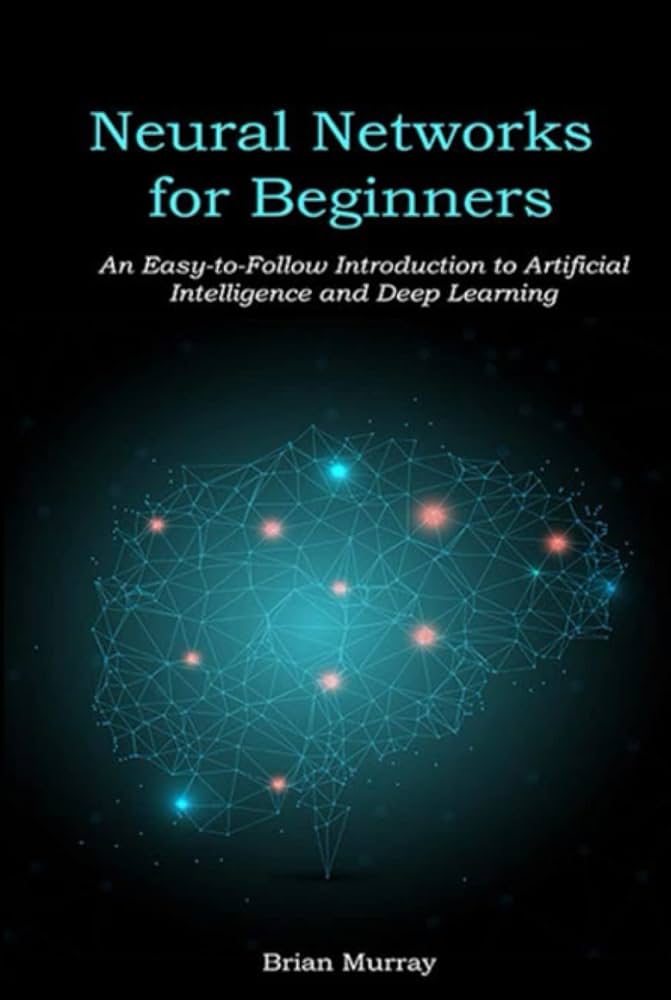 Neural Networks
for Beginners
An Easy-to-Follow Introduction to Artificial
Intelligence and Deep Learning
Brian Murray